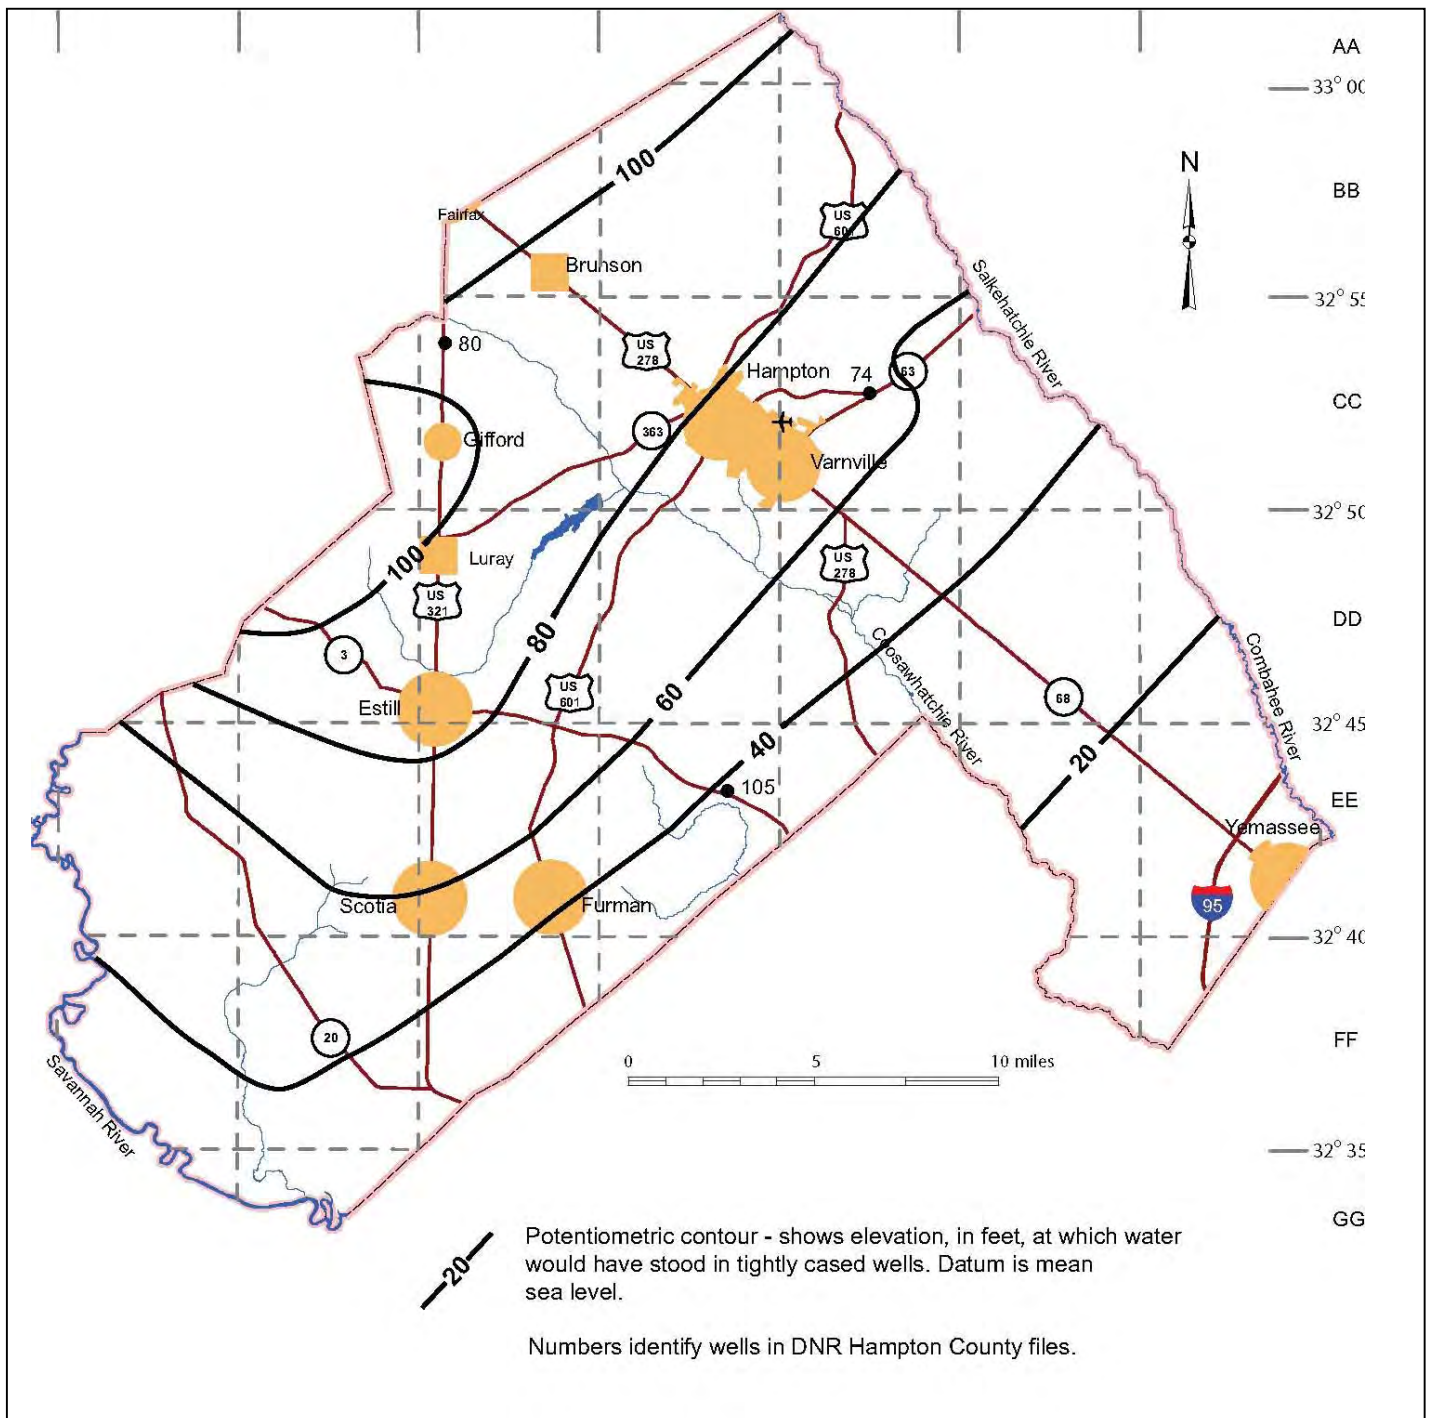 AA
33° 00
N
100
BB
Fairfax
US
601
Brunson
Salkehatchie River
32° 55
80
US
278
Hampton
74
63
CC
363
Gifford
Varnville
32° 50
100
Luray
US
278
US
321
DD
80
3
Coosawhatchie River
Combahee River
60
US
601
68
Estill
32° 45
40
20
105
EE
Yemassee
95
Scotia
Furman
32° 40
20
FF
0 5 10 miles
Savannah River
32° 35
GG
20
Potentiometric contour - shows elevation, in feet, at which water
would have stood in tightly cased wells. Datum is mean
sea level.
Numbers identify wells in DNR Hampton County files.